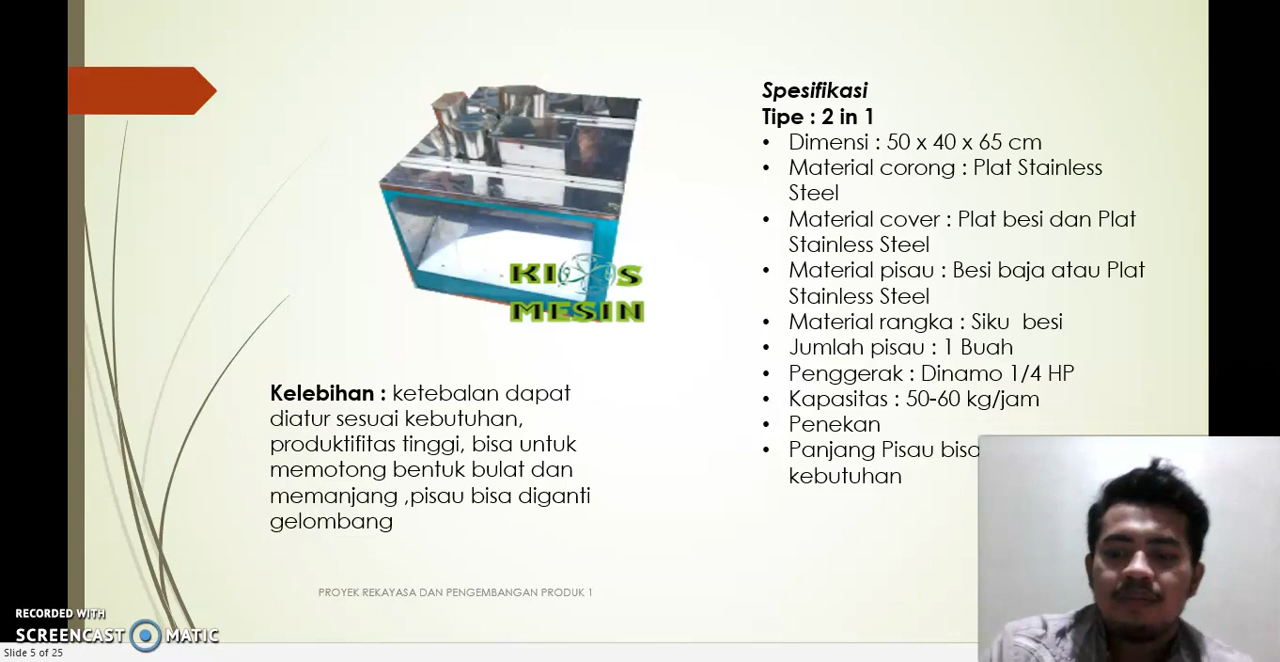 Spesifikasi
Tipe : 2 in 1
• Dimensi : 50 x 40 x 65 cm
• Material corong : Plat Stainless
Steel
• Material cover : Plat besi dan Plat
Stainless Steel
• Material pisau : Besi baja atau Plat
Stainless Steel
• Material rangka : Siku  besi
• Jumlah pisau : 1 Buah
• Penggerak : Dinamo 1/4 HP
• Kapasitas : 50-60 kg/jam
• Penekan
• Panjang Pisau bisa
kebutuhan
KIOS
MESIN
Kelebihan : ketebalan dapat
diatur sesuai kebutuhan,
produktifitas tinggi, bisa untuk
memotong bentuk bulat dan
memanjang ,pisau bisa diganti
gelombang
PROYEK REKAYASA DAN PENGEMBANGAN PRODUK 1
RECORDED WITH
SCREENCAST MATIC
Slide 5 of 25